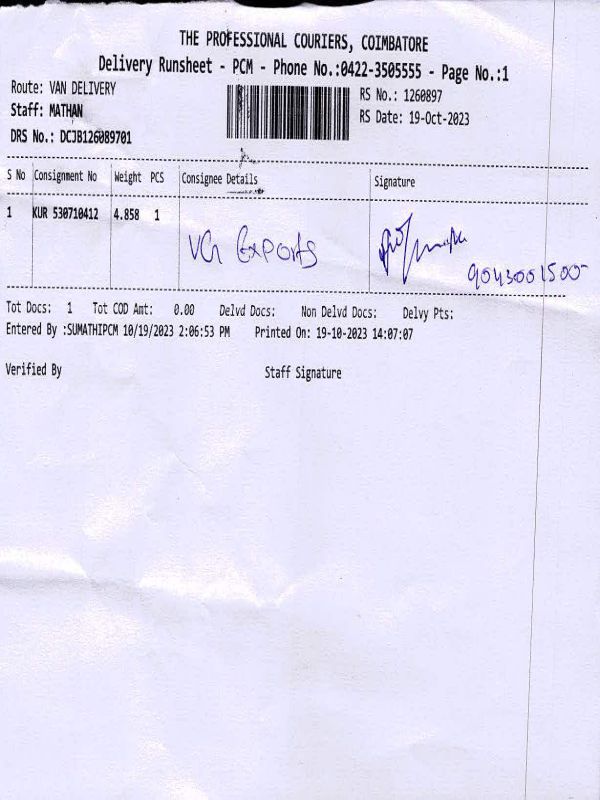 THE PROFESSIONAL COURIERS, COIMBATORE
Delivery Runsheet - PCM - Phone No.:0422-3505555 - Page No.:1
Route: VAN DELIVERY
Staff: MATHAN
DRS No.: DCJB126089701
RS No.: 1260897
RS Date: 19-Oct-2023
S No Consignment No Weight PCS Consignee Details Signature
1 KUR 530710412 4.858 1
VG Exports
9043001500
Tot Docs: 1 Tot COD Amt: 0.00 Delvd Docs: Non Delvd Docs: Delvy Pts:
Entered By :SUMATHIPCM 10/19/2023 2:06:53 PM Printed On: 19-10-2023 14:07:07
Verified By Staff Signature